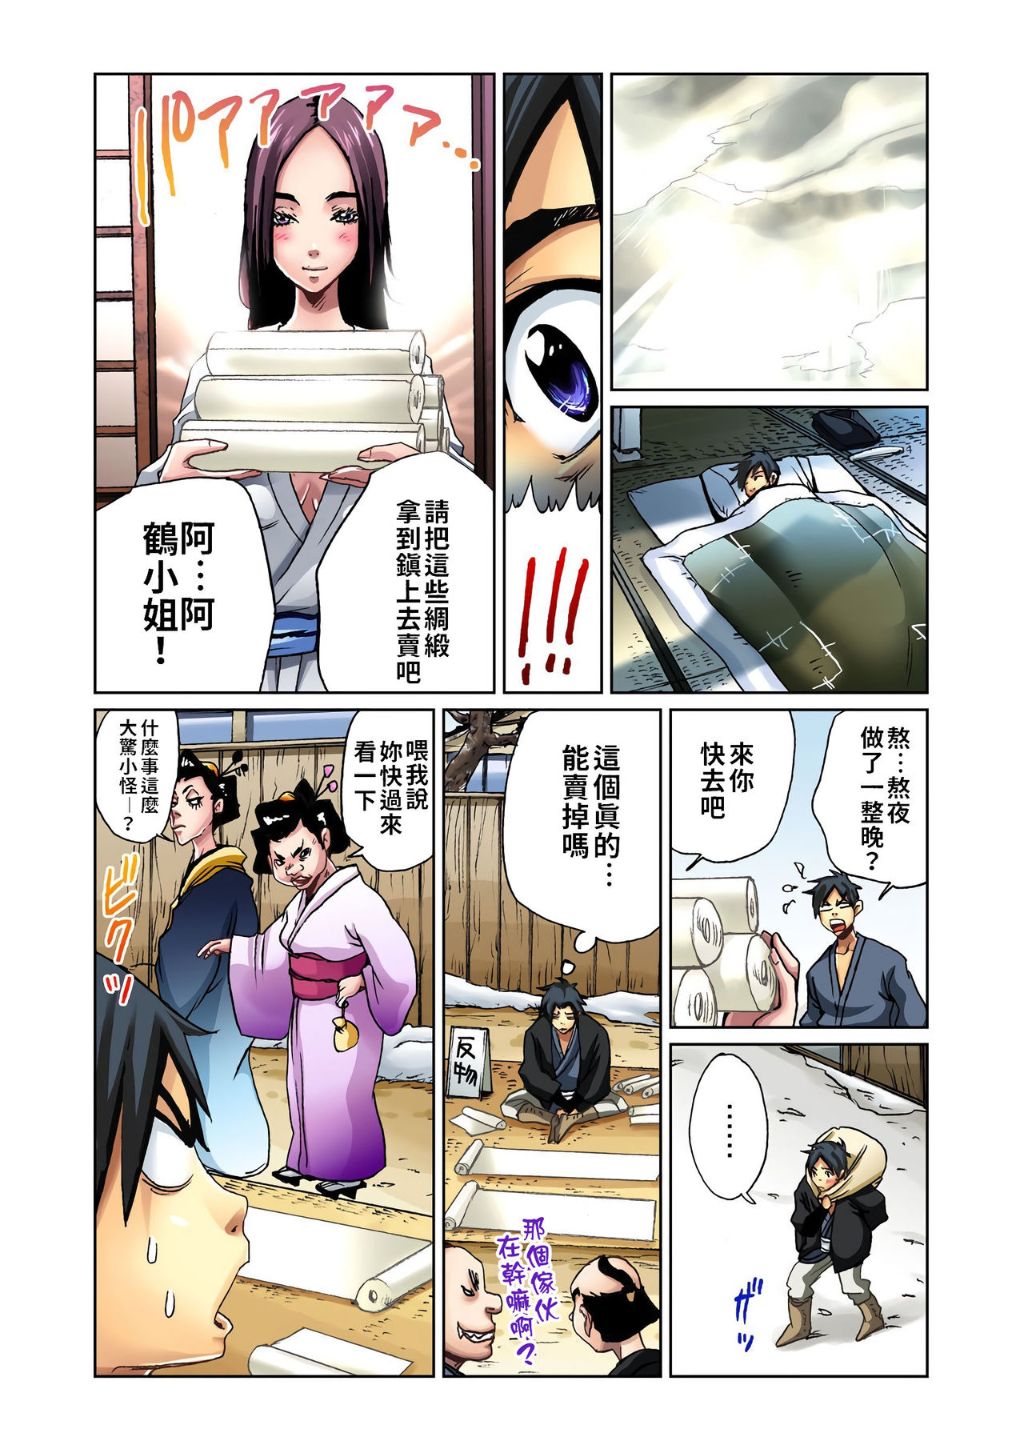 !!!
パアアアアァ…
請把這些綢緞
拿到鎮上去賣吧
阿…阿
鶴小姐！
熬…熬夜
做了一整晚？
來你
快去吧
……
ザッ
這個真的…
能賣掉嗎
反物
那個傢伙
在幹嘛啊？
喂我說
妳快過來
看一下
什麼事這麼
大驚小怪—？
ビクッ